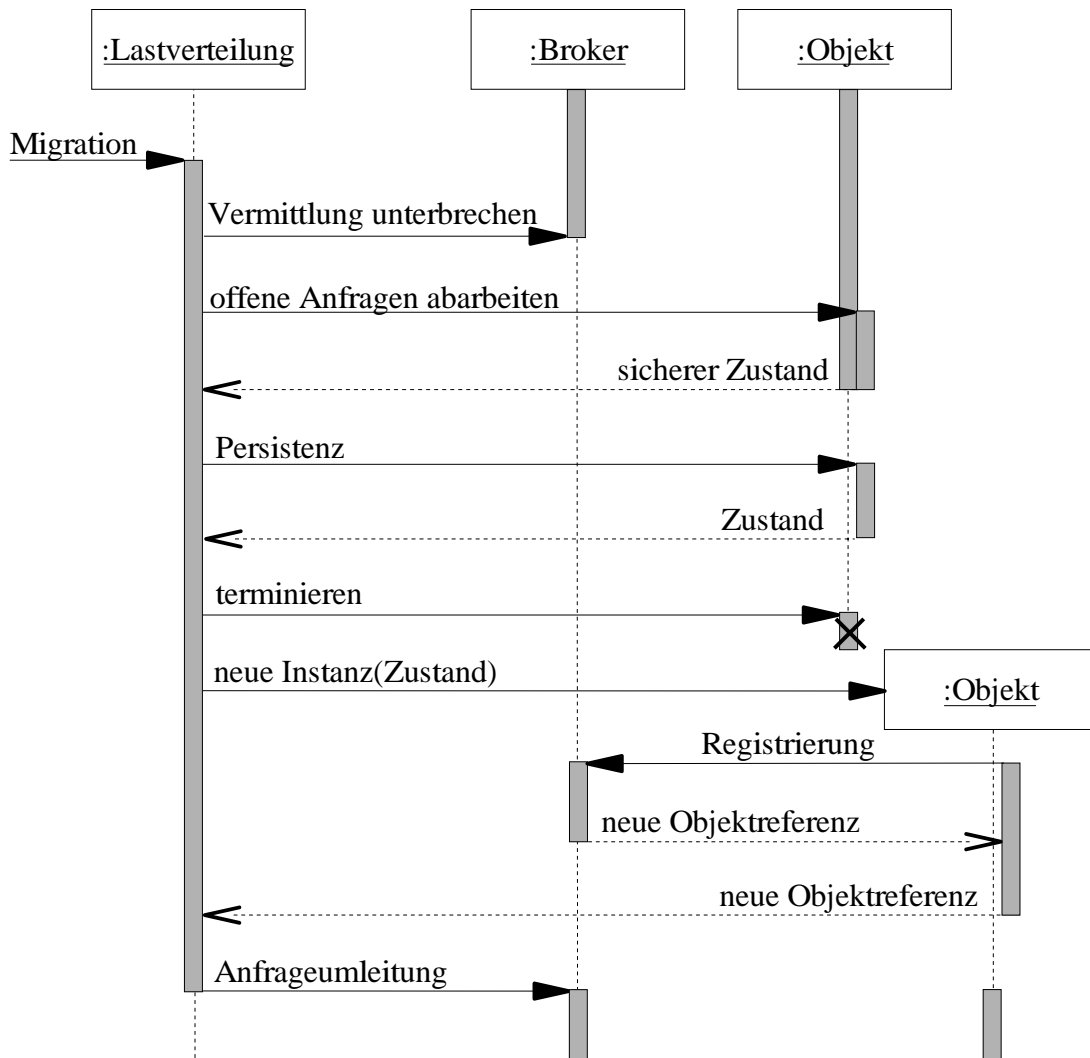 :Lastverteilung
:Broker
:Objekt
Migration
Vermittlung unterbrechen
offene Anfragen abarbeiten
sicherer Zustand
Persistenz
Zustand
terminieren
neue Instanz(Zustand)
:Objekt
Registrierung
neue Objektreferenz
neue Objektreferenz
Anfrageumleitung